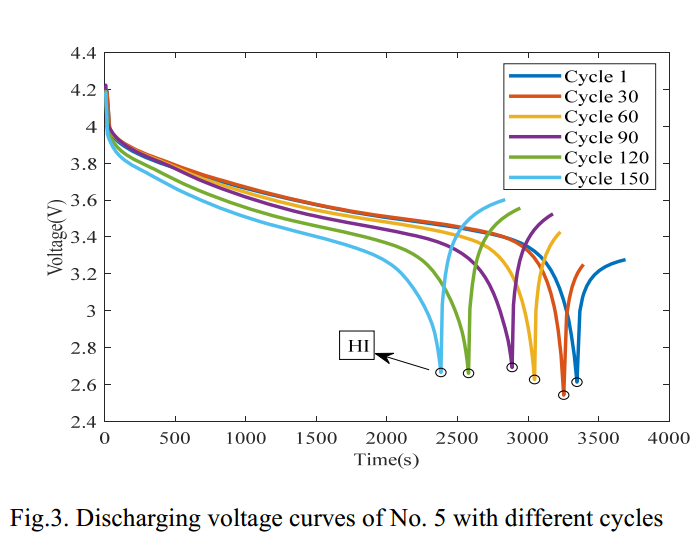 4.4
4.2
4
3.8
3.6
3.4
3.2
3
2.8
2.6
2.4
Voltage(V)
Cycle 1
Cycle 30
Cycle 60
Cycle 90
Cycle 120
Cycle 150
HI
0 500 1000 1500 2000 2500 3000 3500 4000
Time(s)
Fig.3. Discharging voltage curves of No. 5 with different cycles